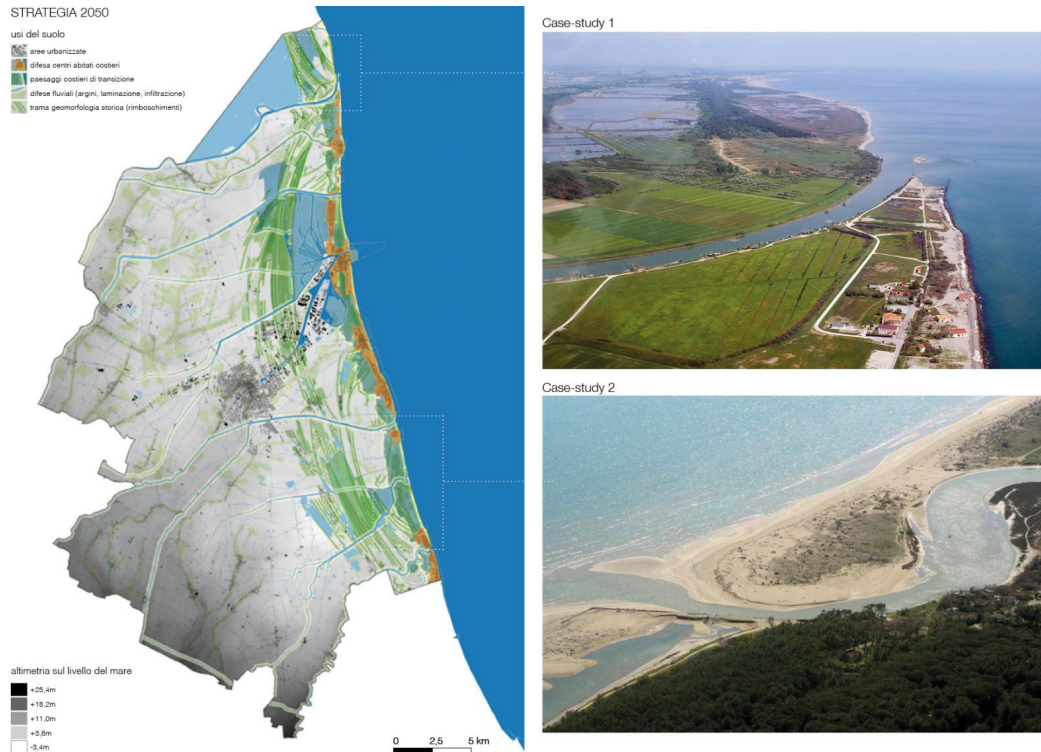 STRATEGIA 2050
usi del suolo
aree urbanizzate
difesa centri abitati costieri
paesaggi costieri di transizione
difese fluviali (argini, laminazione, infiltrazione)
trama geomorfologia storica (rimboschimenti)
altimetria sul livello del mare
+25,4m
+18,2m
+11,0m
+3,8m
-3,4m
0 2,5 5 km
Case-study 1
Case-study 2